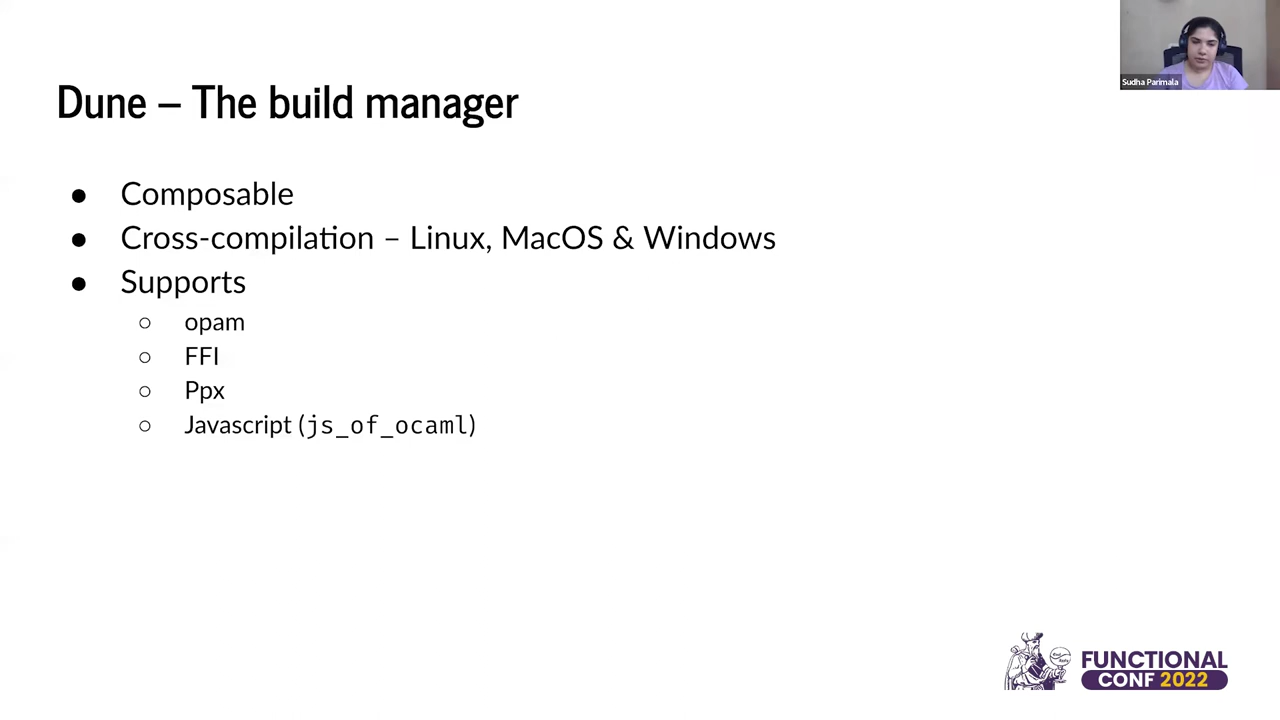 Sudha Parimala
Dune – The build manager
● Composable
● Cross-compilation – Linux, MacOS & Windows
● Supports
○ opam
○ FFI
○ Ppx
○ Javascript (js_of_ocaml)
FUNCTIONAL
CONF 2022